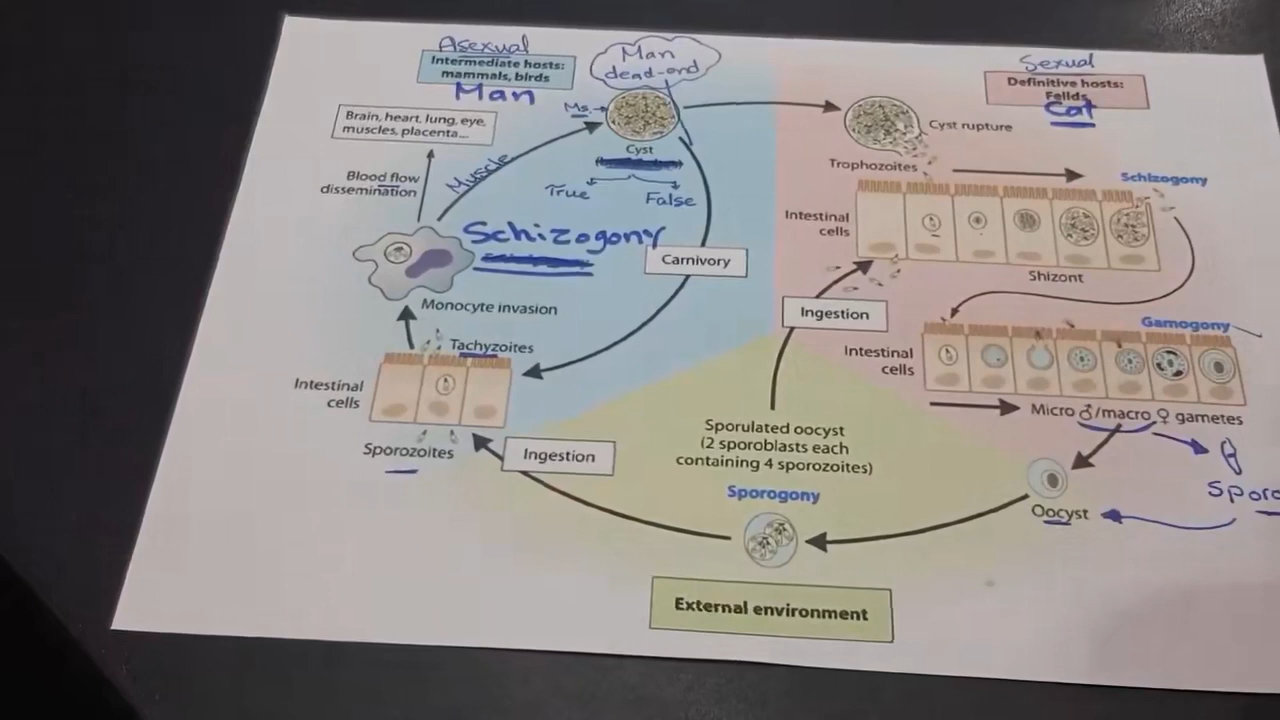 Asexual
Intermediate hosts:
mammals, birds
Man
Man
dead-end
Ms.
Cyst
True
False
Brain, heart, lung, eye,
muscles, placenta...
Blood flow
dissemination
Muscle
Schizogony
Carnivory
Monocyte invasion
Tachyzoites
Intestinal
cells
Sporozoites
Ingestion
Sexual
Definitive hosts:
Felids
Cat
Cyst rupture
Trophozoites
Schizogony
Intestinal
cells
Shizont
Ingestion
Gamogony
Intestinal
cells
Micro ♂/macro ♀ gametes
Sporo
Oocyst
Sporulated oocyst
(2 sporoblasts each
containing 4 sporozoites)
Sporogony
External environment